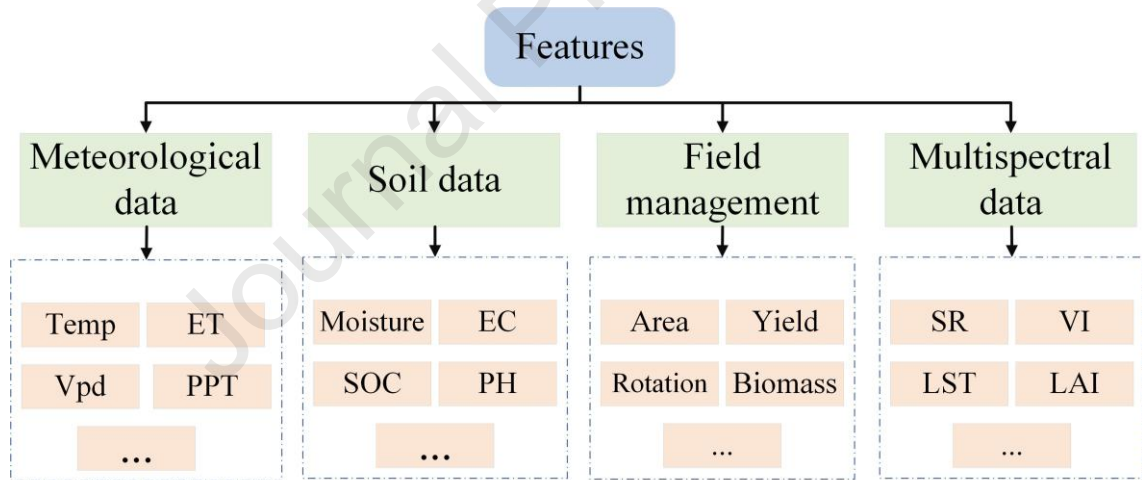 Features
Meteorological
data
Soil data
Field
management
Multispectral
data
Temp ET
Vpd PPT
...
Moisture EC
SOC PH
...
Area Yield
Rotation Biomass
...
SR VI
LST LAI
...
Journal P